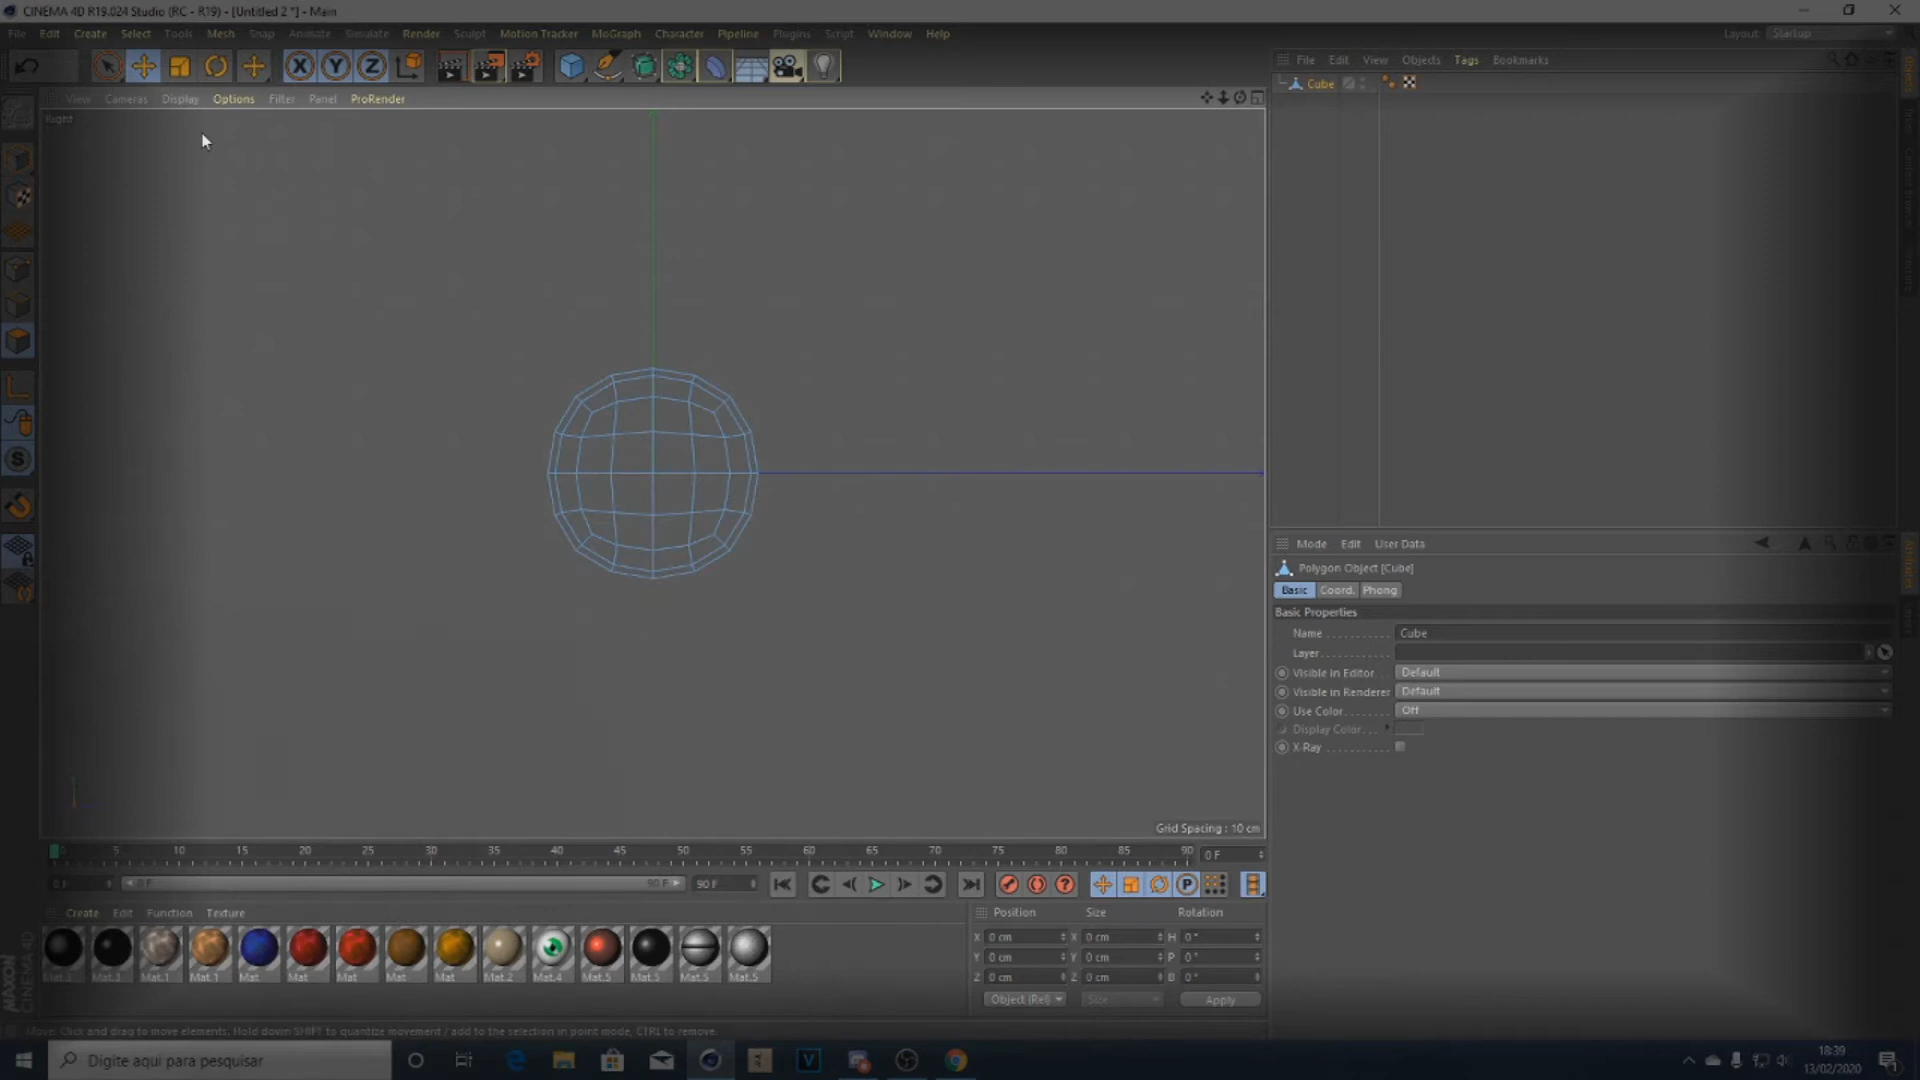 CINEMA 4D R19.024 Studio (RC - R19) - [Untitled 2 *] - Main
File Edit Create Select Tools Mesh Snap Animate Simulate Render Sculpt Motion Tracker MoGraph Character Pipeline Plugins Script Window Help
Layout: Startup
X Y Z
File Edit View Objects Tags Bookmarks
Cube
View Cameras Display Options Filter Panel ProRender
Right
Mode Edit User Data
Polygon Object [Cube]
Basic Coord. Phong
Basic Properties
Name Cube
Layer
Visible in Editor Default
Visible in Renderer Default
Use Color Off
Display Color
X-Ray
Grid Spacing : 10 cm
0 5 10 15 20 25 30 35 40 45 50 55 60 65 70 75 80 85 90 0 F
0 F 0 F 90 F 90 F
Create Edit Function Texture
Position Size Rotation
X 0 cm X 0 cm H 0 °
Y 0 cm Y 0 cm P 0 °
Z 0 cm Z 0 cm B 0 °
Object (Rel) Size Apply
Mat.3 Mat.3 Mat.1 Mat.1 Mat Mat Mat Mat Mat Mat.2 Mat.4 Mat.5 Mat.5 Mat.5 Mat.5
MAXON CINEMA 4D
Move: Click and drag to move elements. Hold down SHIFT to quantize movement / add to the selection in point mode, CTRL to remove.
Digite aqui para pesquisar
18:39
13/02/2020